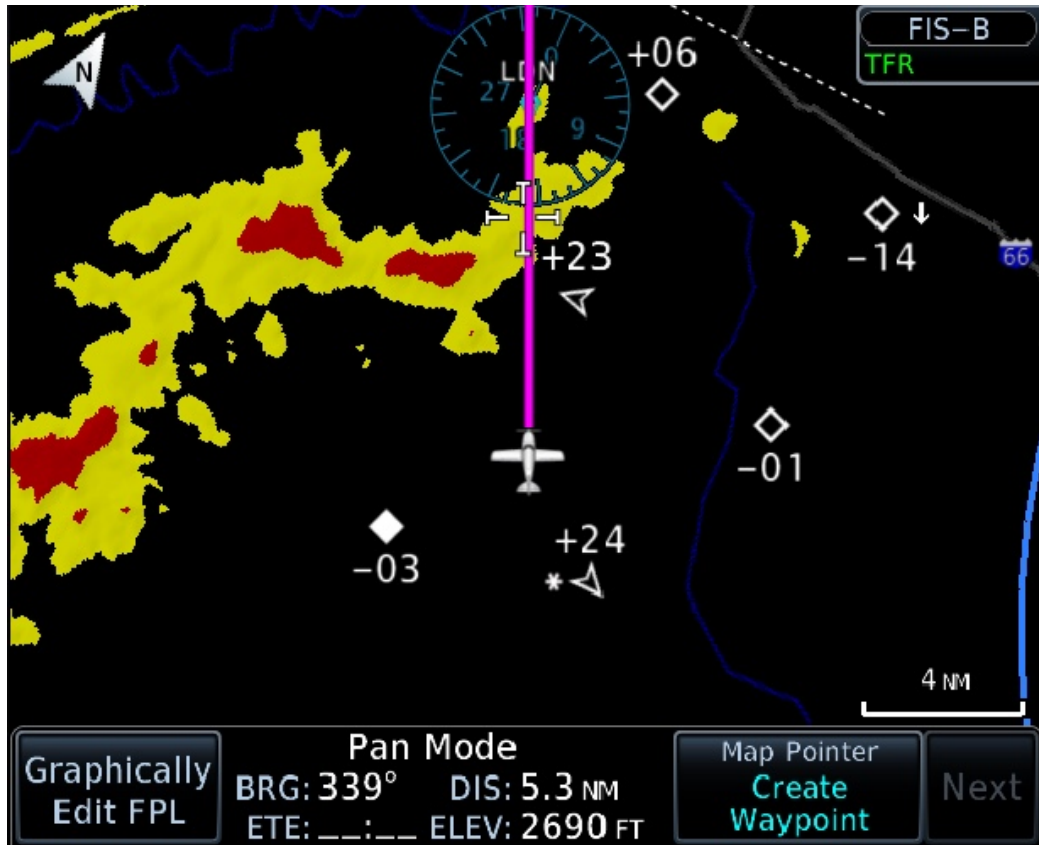 FIS–B
TFR
N
LDN
0
27
9
18
+06
–14
66
+23
–01
–03
+24
*
4 NM
Graphically
Edit FPL
Pan Mode
BRG: 339° DIS: 5.3 NM
ETE: __:__ ELEV: 2690 FT
Map Pointer
Create
Waypoint
Next